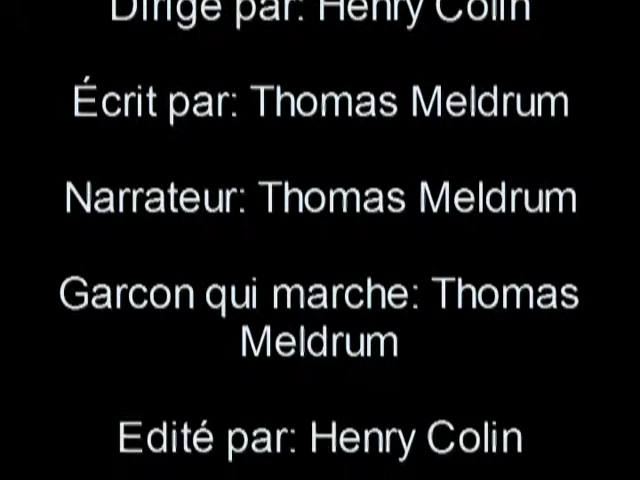 Dirigé par: Henry Colin
Écrit par: Thomas Meldrum
Narrateur: Thomas Meldrum
Garcon qui marche: Thomas
Meldrum
Edité par: Henry Colin